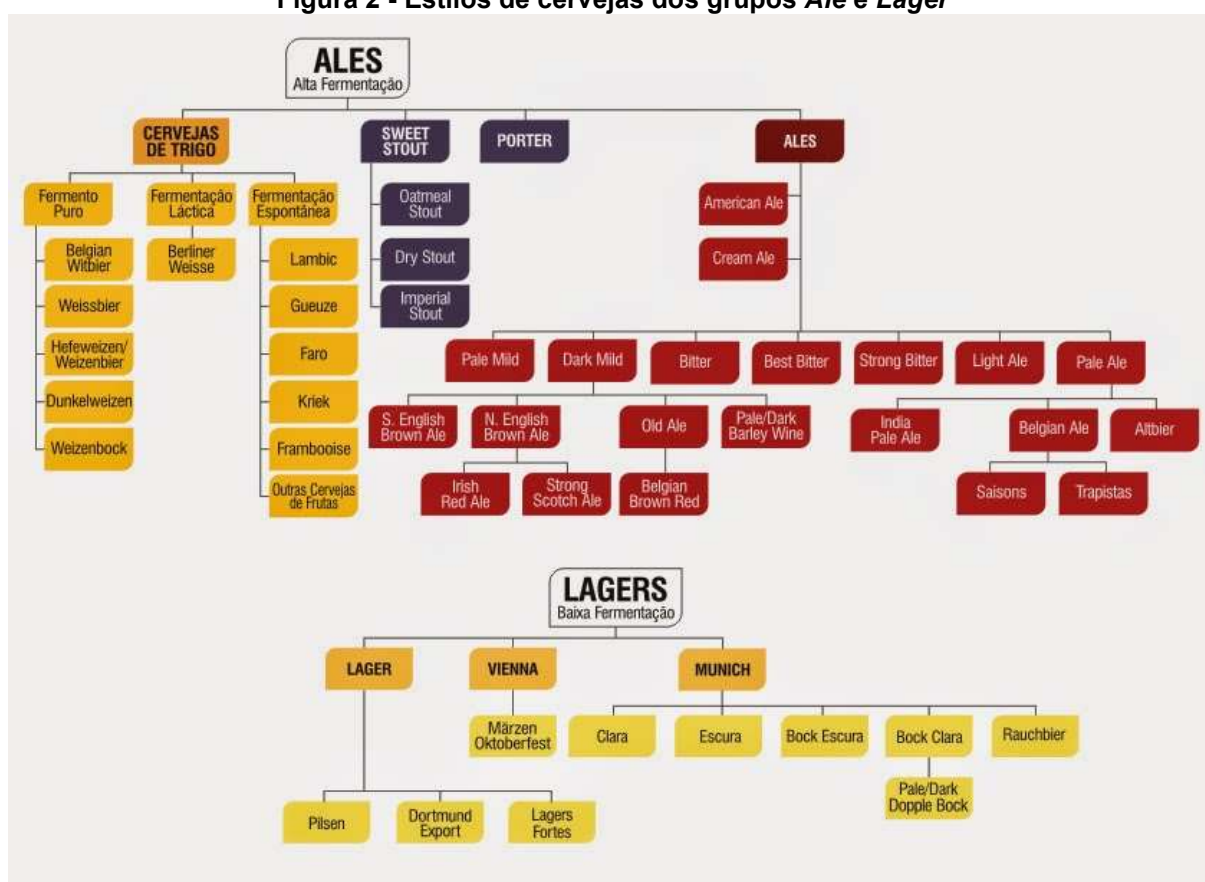 Figura 2 - Estilos de cervejas dos grupos Ale e Lager
ALES
Alta Fermentação
CERVEJAS
DE TRIGO
SWEET
STOUT
PORTER
ALES
Fermento
Puro
Fermentação
Láctica
Fermentação
Espontânea
Belgian
Witbier
Weissbier
Hefeweizen/
Weizenbier
Dunkelweizen
Weizenbock
Berliner
Weisse
Lambic
Gueuze
Faro
Kriek
Frambooise
Outras Cervejas
de Frutas
Oatmeal
Stout
Dry Stout
Imperial
Stout
American Ale
Cream Ale
Pale Mild
Dark Mild
Bitter
Best Bitter
Strong Bitter
Light Ale
Pale Ale
S. English
Brown Ale
N. English
Brown Ale
Old Ale
Pale/Dark
Barley Wine
India
Pale Ale
Belgian Ale
Altbier
Irish
Red Ale
Strong
Scotch Ale
Belgian
Brown Red
Saisons
Trapistas
LAGERS
Baixa Fermentação
LAGER
VIENNA
MUNICH
Märzen
Oktoberfest
Clara
Escura
Bock Escura
Bock Clara
Rauchbier
Pale/Dark
Dopple Bock
Pilsen
Dortmund
Export
Lagers
Fortes